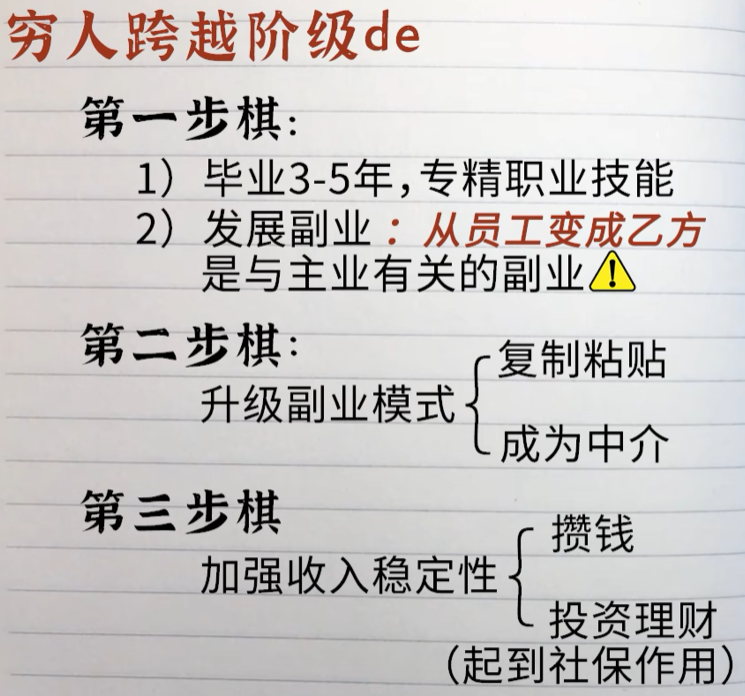 穷人跨越阶级de
第一步棋:
1) 毕业3-5年,专精职业技能
2) 发展副业:从员工变成乙方
是与主业有关的副业⚠️
第二步棋:
复制粘贴
升级副业模式
成为中介
第三步棋
攒钱
加强收入稳定性
投资理财
(起到社保作用)